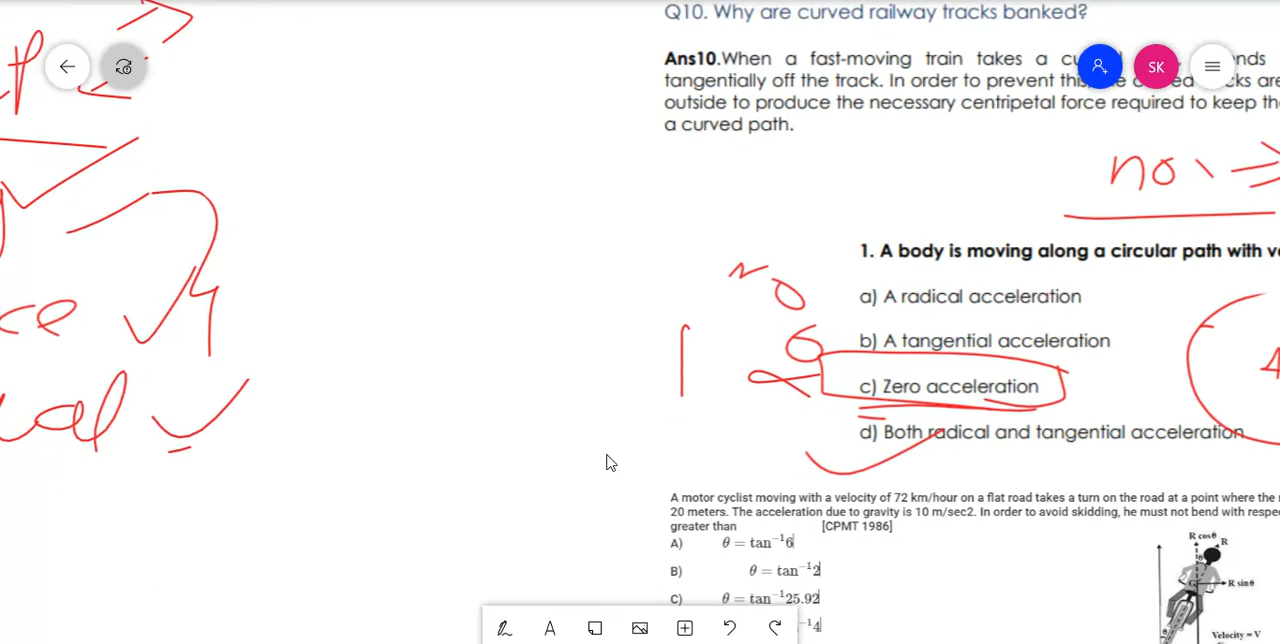 Q10. Why are curved railway tracks banked?
Ans10.When a fast-moving train takes a
tangentially off the track. In order to prevent
outside to produce the necessary centripetal force required to keep
a curved path.
SK
1. A body is moving along a circular path with
a) A radical acceleration
b) A tangential acceleration
c) Zero acceleration
d) Both radical and tangential acceleration
A motor cyclist moving with a velocity of 72 km/hour on a flat road takes a turn on the road at a point where the
20 meters. The acceleration due to gravity is 10 m/sec2. In order to avoid skidding, he must not bend with
greater than [CPMT 1986]
A) θ = tan⁻¹6
B) θ = tan⁻¹2
C) θ = tan⁻¹25.92
⁻¹4
R cosθ
R
R sinθ
Velocity = V